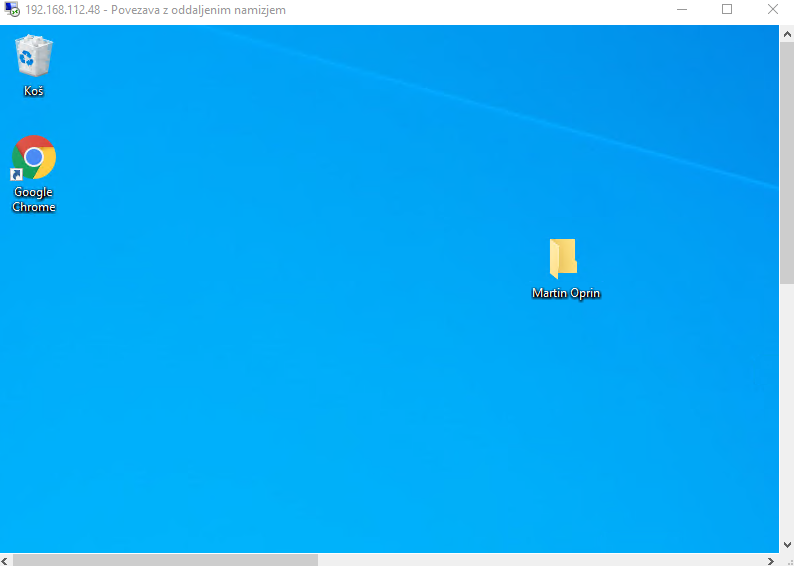 192.168.112.48 - Povezava z oddaljenim namizjem
Koš
Google
Chrome
Martin Oprin